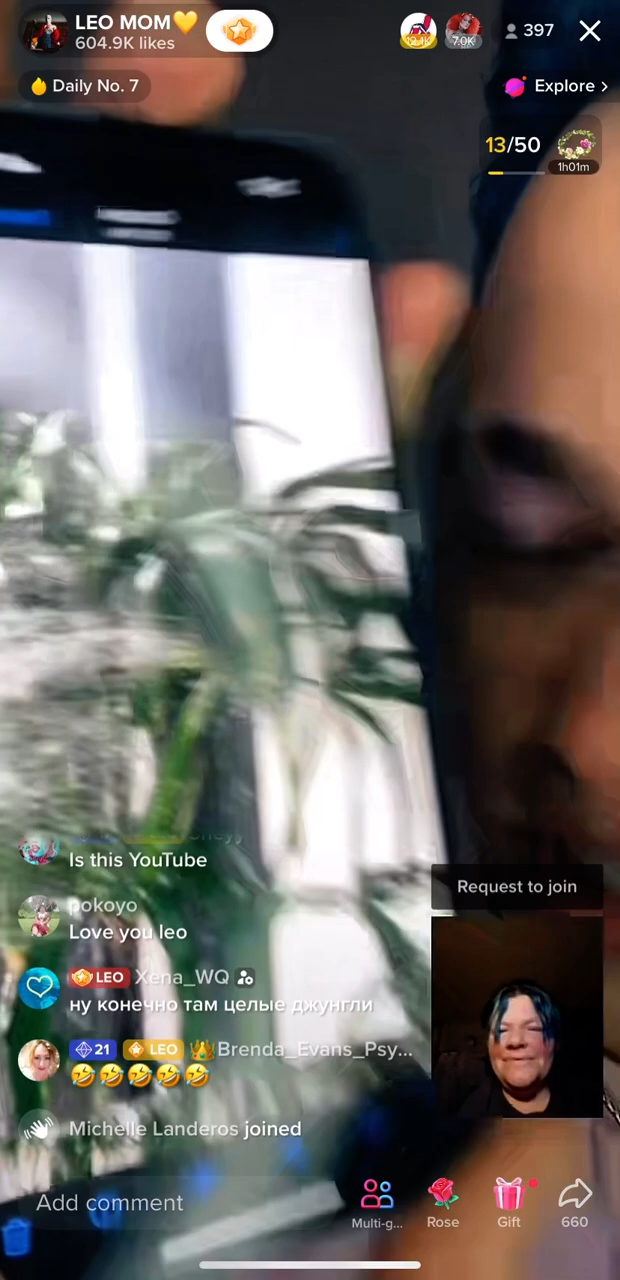 LEO MOM💛
604.9K likes
397
Daily No. 7
Explore >
13/50
1h01m
Is this YouTube
pokoyo
Love you leo
LEO Xena_WQ
ну конечно там целые джунгли
21 LEO 👑Brenda_Evans_Psy...
🤣🤣🤣🤣🤣
Michelle Landeros joined
Request to join
Add comment
Multi-g...
Rose
Gift
660